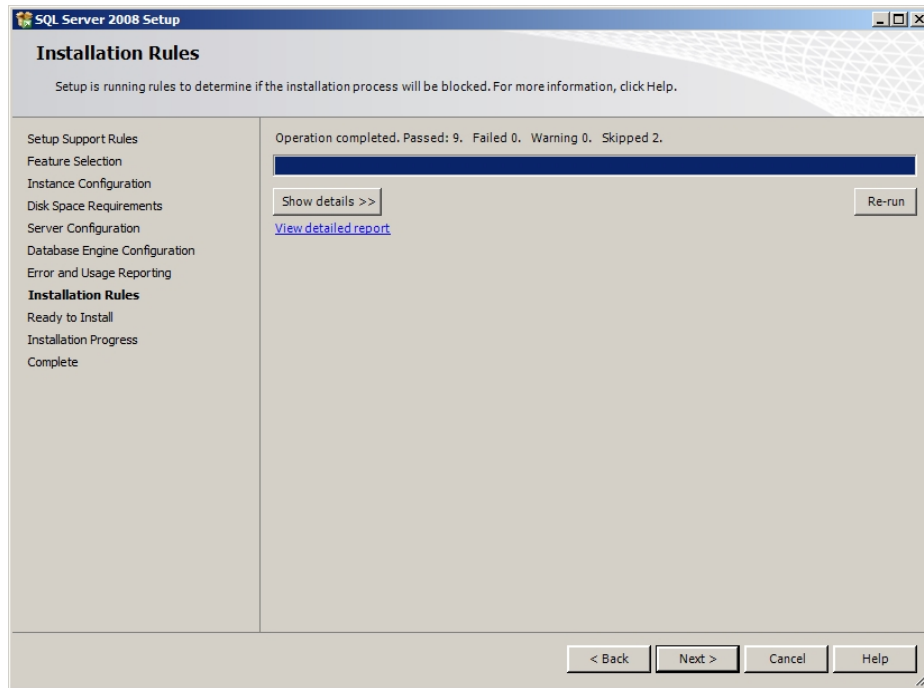 SQL Server 2008 Setup
Installation Rules
Setup is running rules to determine if the installation process will be blocked. For more information, click Help.
Setup Support Rules
Feature Selection
Instance Configuration
Disk Space Requirements
Server Configuration
Database Engine Configuration
Error and Usage Reporting
Installation Rules
Ready to Install
Installation Progress
Complete
Operation completed. Passed: 9. Failed 0. Warning 0. Skipped 2.
Show details >>
Re-run
View detailed report
< Back
Next >
Cancel
Help